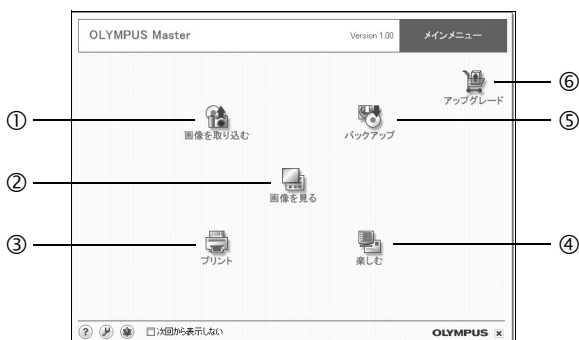 OLYMPUS Master Version 1.00 メインメニュー
⑥
アップグレード
①
画像を取り込む
バックアップ
⑤
②
画像を見る
③
プリント
楽しむ
④
? □次回から表示しない OLYMPUS ×